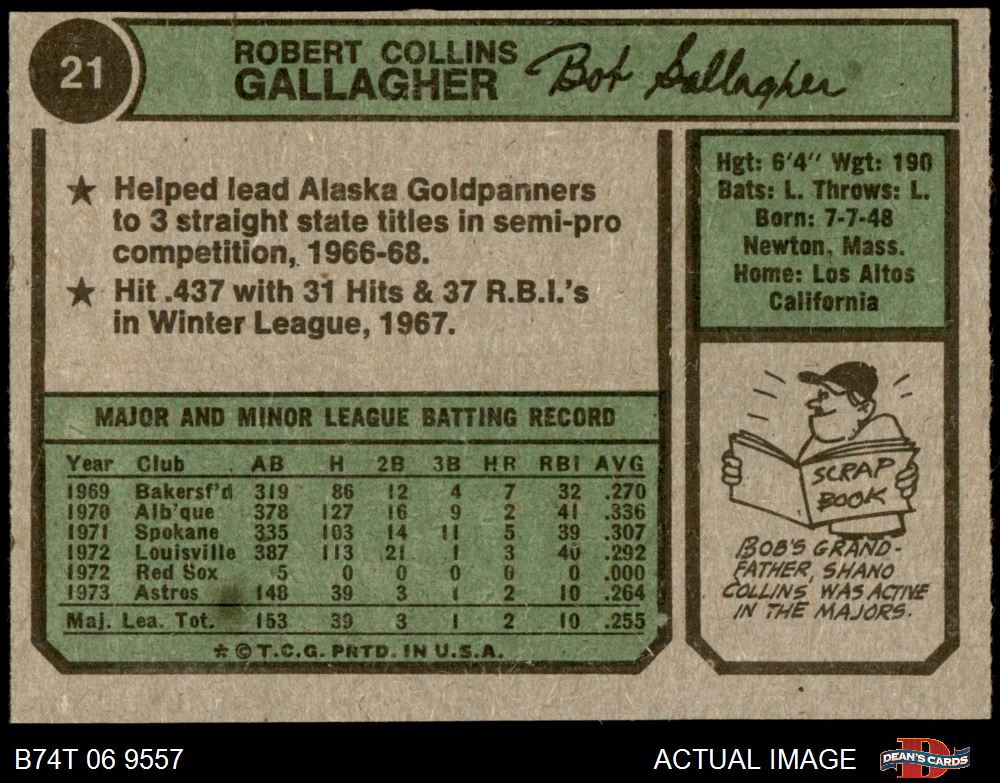 21
ROBERT COLLINS
GALLAGHER
Bob Gallagher
★ Helped lead Alaska Goldpanners
to 3 straight state titles in semi-pro
competition, 1966-68.
★ Hit .437 with 31 Hits & 37 R.B.I.'s
in Winter League, 1967.
Hgt: 6'4" Wgt: 190
Bats: L. Throws: L.
Born: 7-7-48
Newton, Mass.
Home: Los Altos
California
MAJOR AND MINOR LEAGUE BATTING RECORD
Year Club AB H 2B 3B HR RBI AVG
1969 Bakersf'd 319 86 12 4 7 32 .270
1970 Alb'que 378 127 16 9 2 41 .336
1971 Spokane 335 103 14 11 5 39 .307
1972 Louisville 387 113 21 1 3 40 .292
1972 Red Sox 5 0 0 0 0 0 .000
1973 Astros 148 39 3 1 2 10 .264
Maj. Lea. Tot. 153 39 3 1 2 10 .255
* © T.C.G. PRTD. IN U.S.A.
SCRAP
BOOK
BOB'S GRAND-
FATHER, SHANO
COLLINS WAS ACTIVE
IN THE MAJORS.
B74T 06 9557
ACTUAL IMAGE
DEAN'S CARDS